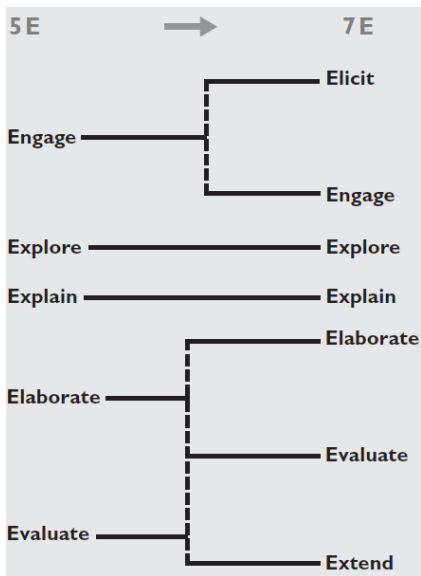 5E 7E
Elicit
Engage
Engage
Explore Explore
Explain Explain
Elaborate
Elaborate
Evaluate
Evaluate
Extend